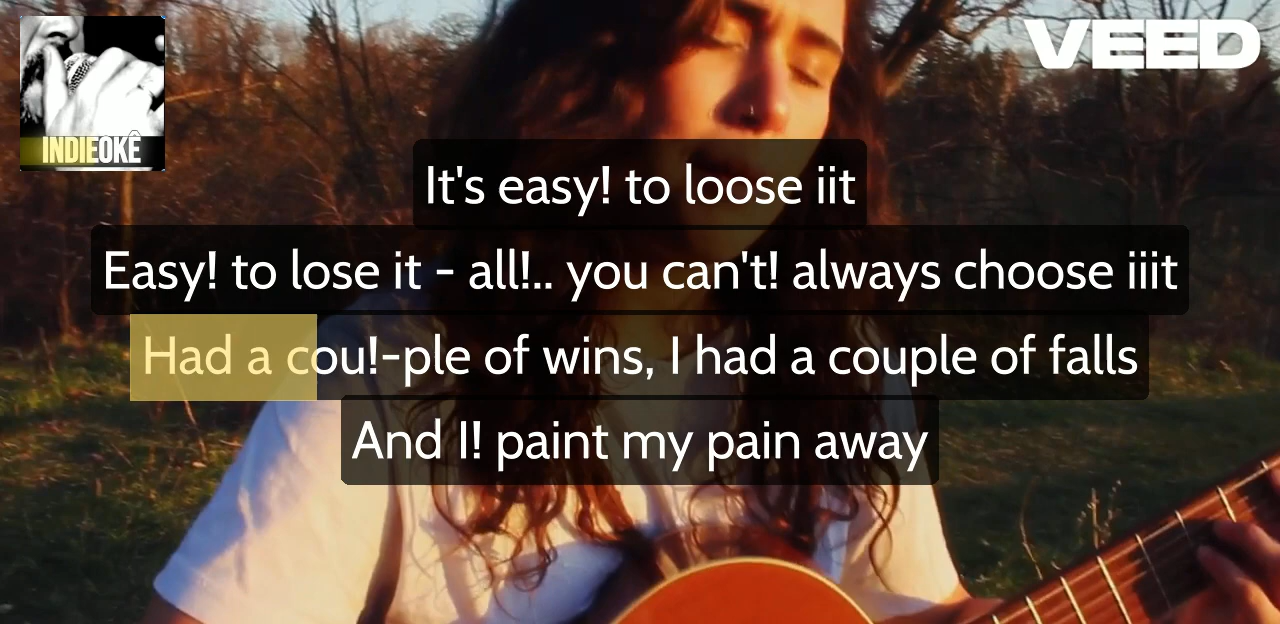 VEED
INDIEOKÊ
It's easy! to loose iit
Easy! to lose it - all!.. you can't! always choose iiit
Had a cou!-ple of wins, I had a couple of falls
And I! paint my pain away